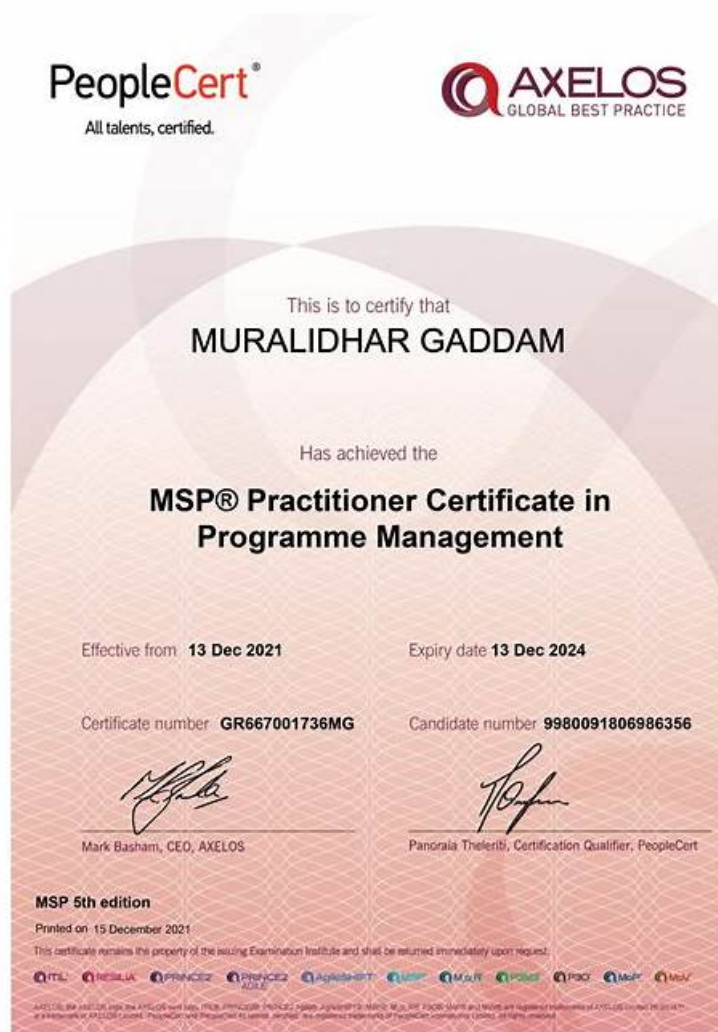 PeopleCert®
All talents, certified.
AXELOS
GLOBAL BEST PRACTICE
This is to certify that
MURALIDHAR GADDAM
Has achieved the
MSP® Practitioner Certificate in
Programme Management
Effective from 13 Dec 2021
Expiry date 13 Dec 2024
Certificate number GR667001736MG
Candidate number 9980091806986356
Mark Basham, CEO, AXELOS
Panoraia Theleriti, Certification Qualifier, PeopleCert
MSP 5th edition
Printed on 15 December 2021
This certificate remains the property of the issuing Examination Institute and shall be returned immediately upon request.
ITIL® RESILIA PRINCE2 PRINCE2 AGILE AgileSHIFT MSP® M_o_R P3M3 P3O MoP MoV